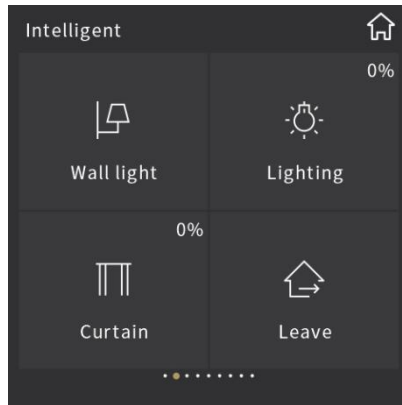 Intelligent
0%
Wall light
Lighting
0%
Curtain
Leave